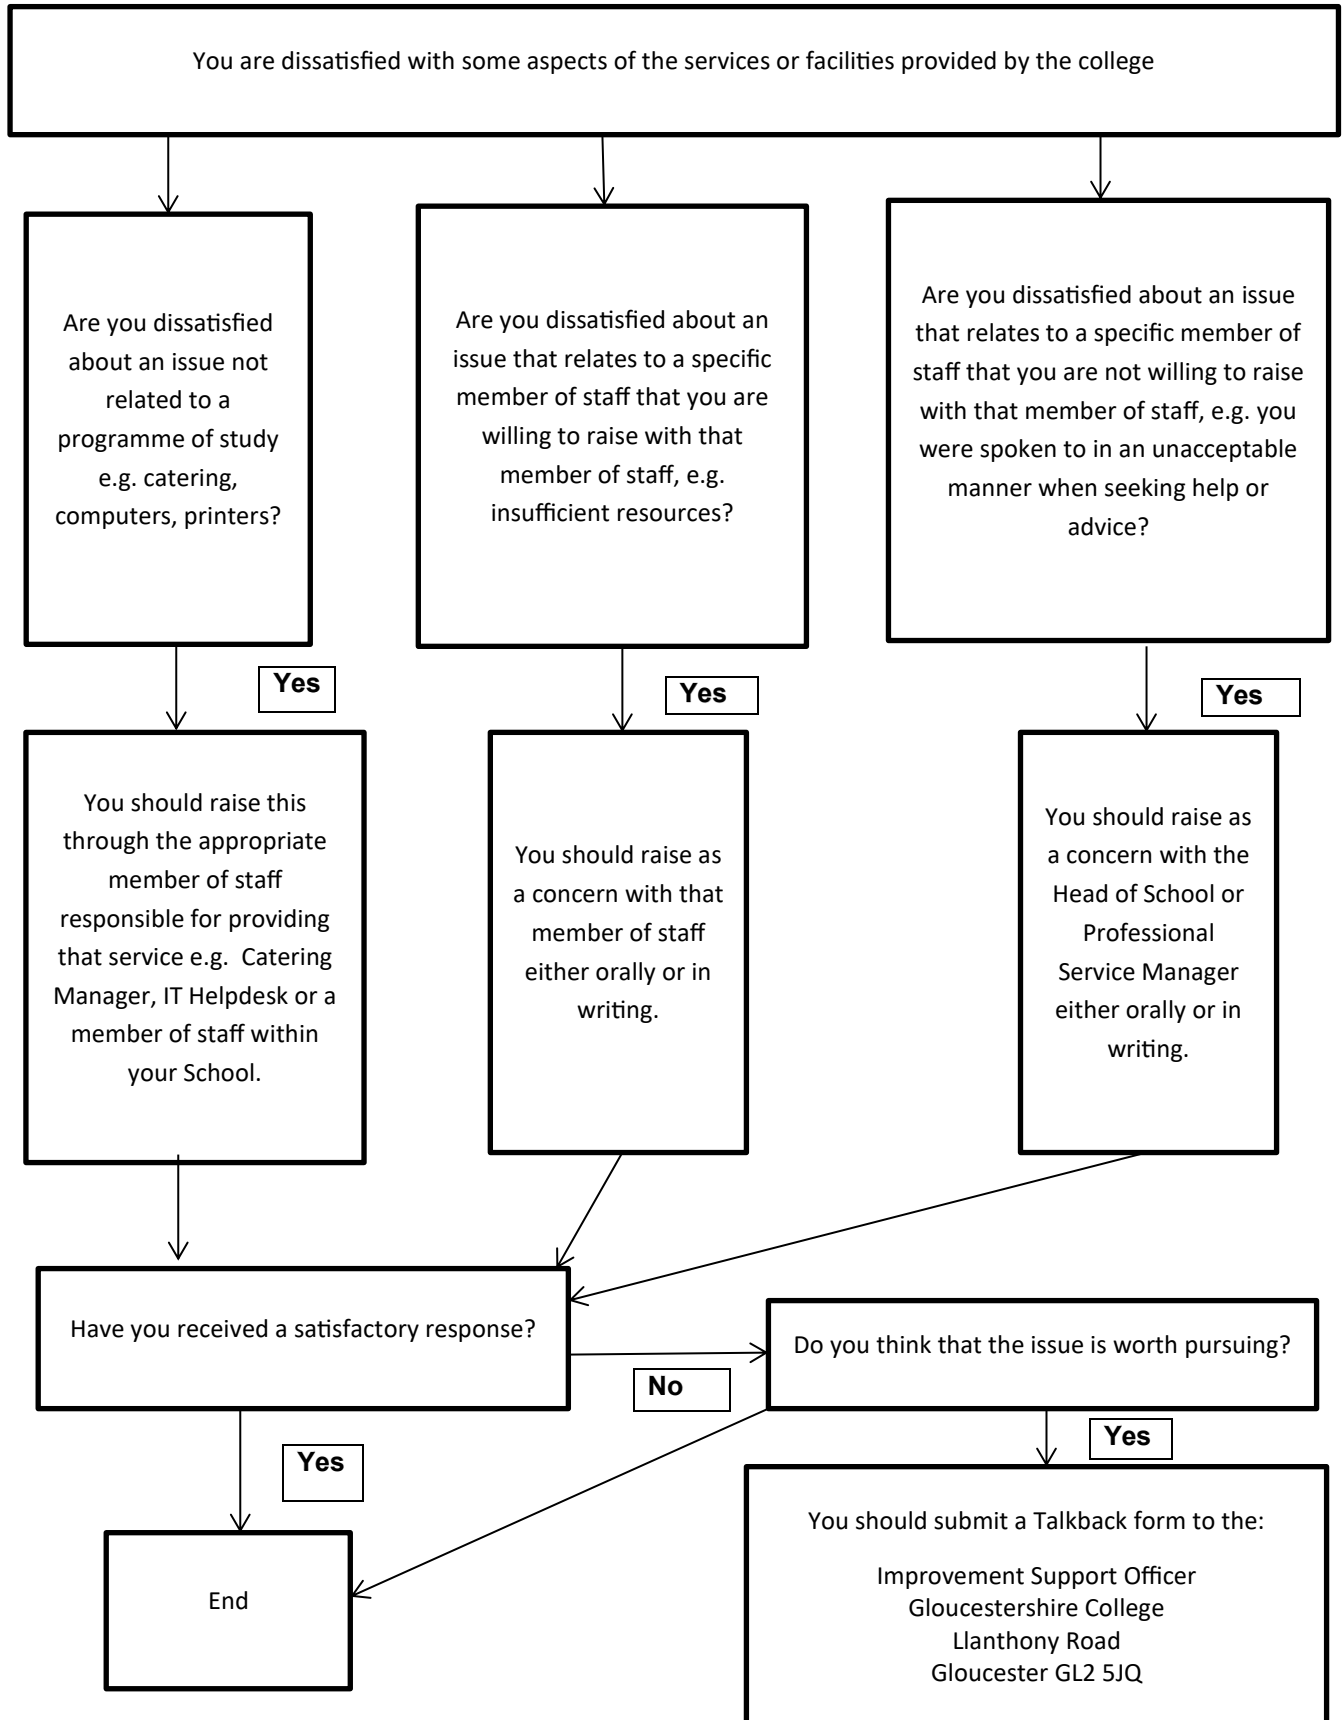 You are dissatisfied with some aspects of the services or facilities provided by the college
Are you dissatisfied
about an issue not
related to a
programme of study
e.g. catering,
computers, printers?
Are you dissatisfied about an
issue that relates to a specific
member of staff that you are
willing to raise with that
member of staff, e.g.
insufficient resources?
Are you dissatisfied about an issue
that relates to a specific member of
staff that you are not willing to raise
with that member of staff, e.g. you
were spoken to in an unacceptable
manner when seeking help or
advice?
Yes
Yes
Yes
You should raise this
through the appropriate
member of staff
responsible for providing
that service e.g.  Catering
Manager, IT Helpdesk or a
member of staff within
your School.
You should raise as
a concern with that
member of staff
either orally or in
writing.
You should raise as
a concern with the
Head of School or
Professional
Service Manager
either orally or in
writing.
Have you received a satisfactory response?
No
Do you think that the issue is worth pursuing?
Yes
Yes
End
You should submit a Talkback form to the:
Improvement Support Officer
Gloucestershire College
Llanthony Road
Gloucester GL2 5JQ